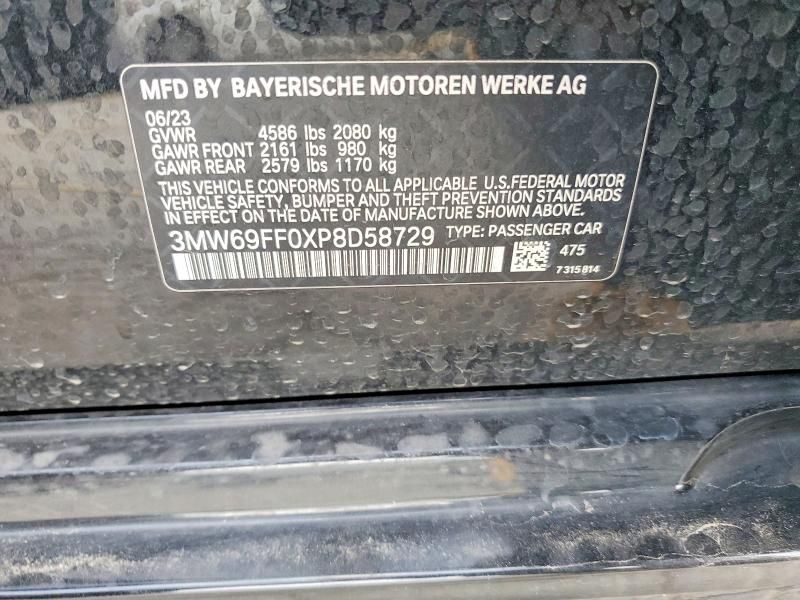 MFD BY BAYERISCHE MOTOREN WERKE AG
06/23
GVWR 4586 lbs 2080 kg
GAWR FRONT 2161 lbs 980 kg
GAWR REAR 2579 lbs 1170 kg
THIS VEHICLE CONFORMS TO ALL APPLICABLE U.S.FEDERAL MOTOR
VEHICLE SAFETY, BUMPER AND THEFT PREVENTION STANDARDS
IN EFFECT ON THE DATE OF MANUFACTURE SHOWN ABOVE.
3MW69FF0XP8D58729 TYPE: PASSENGER CAR
475
7315814